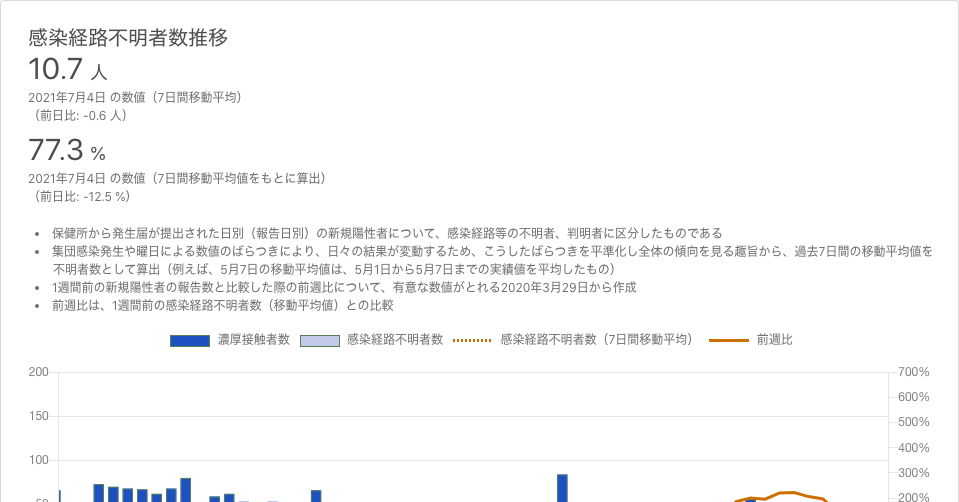 感染経路不明者数推移
10.7 人
2021年7月4日 の数値（7日間移動平均）
（前日比: -0.6 人）
77.3 %
2021年7月4日 の数値（7日間移動平均値をもとに算出）
（前日比: -12.5 %）
• 保健所から発生届が提出された日別（報告日別）の新規陽性者について、感染経路等の不明者、判明者に区分したものである
• 集団感染発生や曜日による数値のばらつきにより、日々の結果が変動するため、こうしたばらつきを平準化し全体の傾向を見る趣旨から、過去7日間の移動平均値を
不明者数として算出（例えば、5月7日の移動平均値は、5月1日から5月7日までの実績値を平均したもの）
• 1週間前の新規陽性者の報告数と比較した際の前週比について、有意な数値がとれる2020年3月29日から作成
• 前週比は、1週間前の感染経路不明者数（移動平均値）との比較
濃厚接触者数 感染経路不明者数 感染経路不明者数（7日間移動平均） 前週比
200 700%
600%
150 500%
400%
100 300%
50 200%